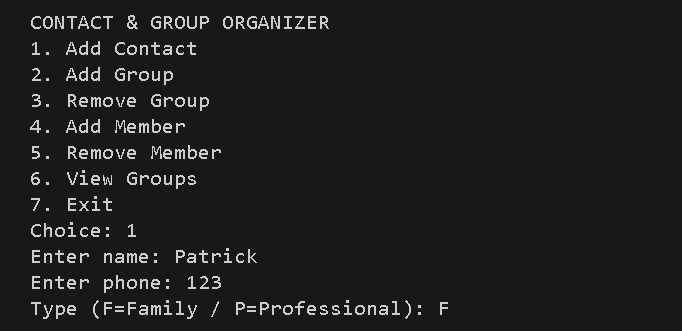 CONTACT & GROUP ORGANIZER
1. Add Contact
2. Add Group
3. Remove Group
4. Add Member
5. Remove Member
6. View Groups
7. Exit
Choice: 1
Enter name: Patrick
Enter phone: 123
Type (F=Family / P=Professional): F